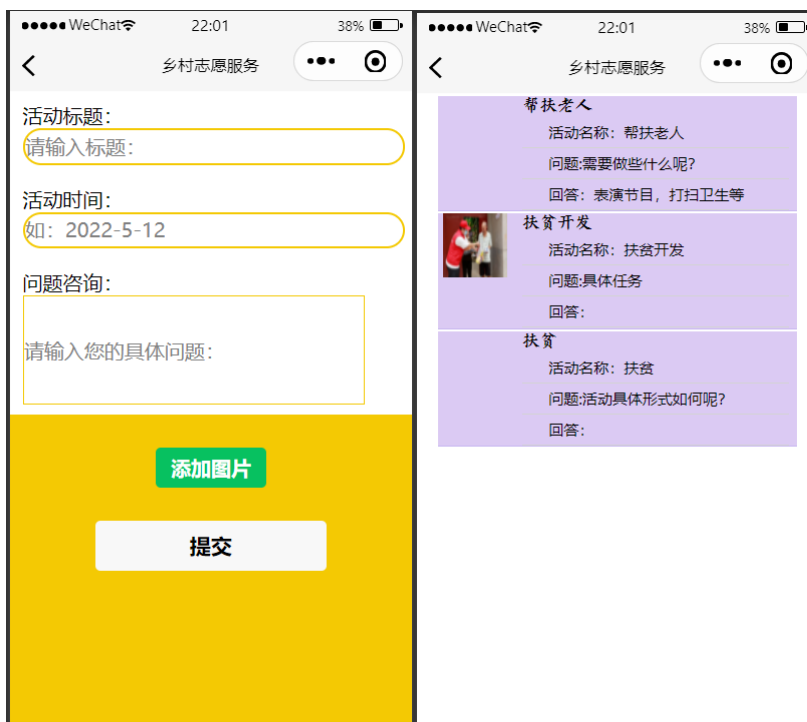 WeChat 22:01 38%
乡村志愿服务
活动标题：
请输入标题：
活动时间：
如：2022-5-12
问题咨询：
请输入您的具体问题：
添加图片
提交
WeChat 22:01 38%
乡村志愿服务
帮扶老人
活动名称：帮扶老人
问题:需要做些什么呢？
回答：表演节目，打扫卫生等
扶贫开发
活动名称：扶贫开发
问题:具体任务
回答：
扶贫
活动名称：扶贫
问题:活动具体形式如何呢？
回答：